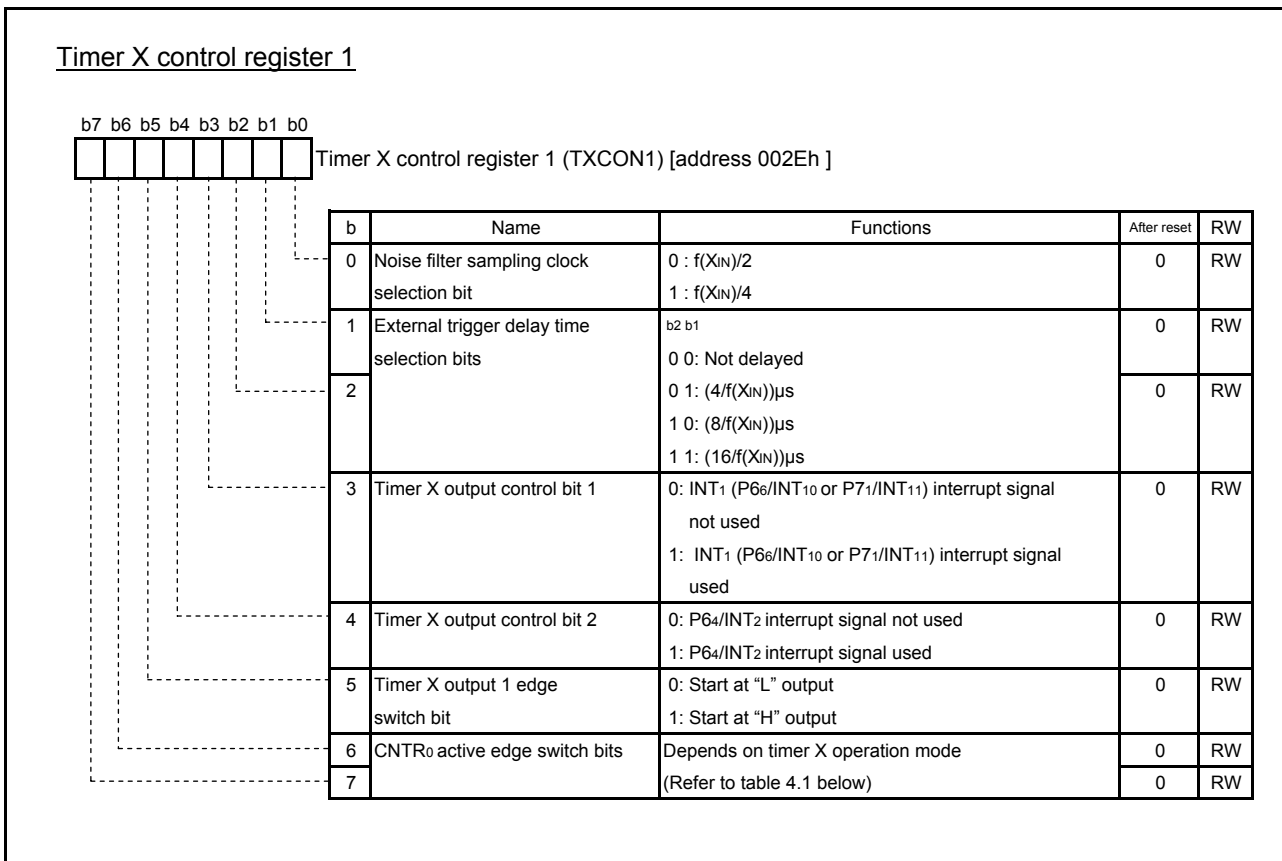 Timer X control register 1
b7 b6 b5 b4 b3 b2 b1 b0
Timer X control register 1 (TXCON1) [address 002Eh ]
b Name Functions After reset RW
0 Noise filter sampling clock 0 : f(XIN)/2 0 RW
selection bit 1 : f(XIN)/4
1 External trigger delay time b2 b1 0 RW
selection bits 0 0: Not delayed
2 0 1: (4/f(XIN))µs 0 RW
1 0: (8/f(XIN))µs
1 1: (16/f(XIN))µs
3 Timer X output control bit 1 0: INT1 (P66/INT10 or P71/INT11) interrupt signal 0 RW
not used
1: INT1 (P66/INT10 or P71/INT11) interrupt signal
used
4 Timer X output control bit 2 0: P64/INT2 interrupt signal not used 0 RW
1: P64/INT2 interrupt signal used
5 Timer X output 1 edge 0: Start at “L” output 0 RW
switch bit 1: Start at “H” output
6 CNTR0 active edge switch bits Depends on timer X operation mode 0 RW
7 (Refer to table 4.1 below) 0 RW